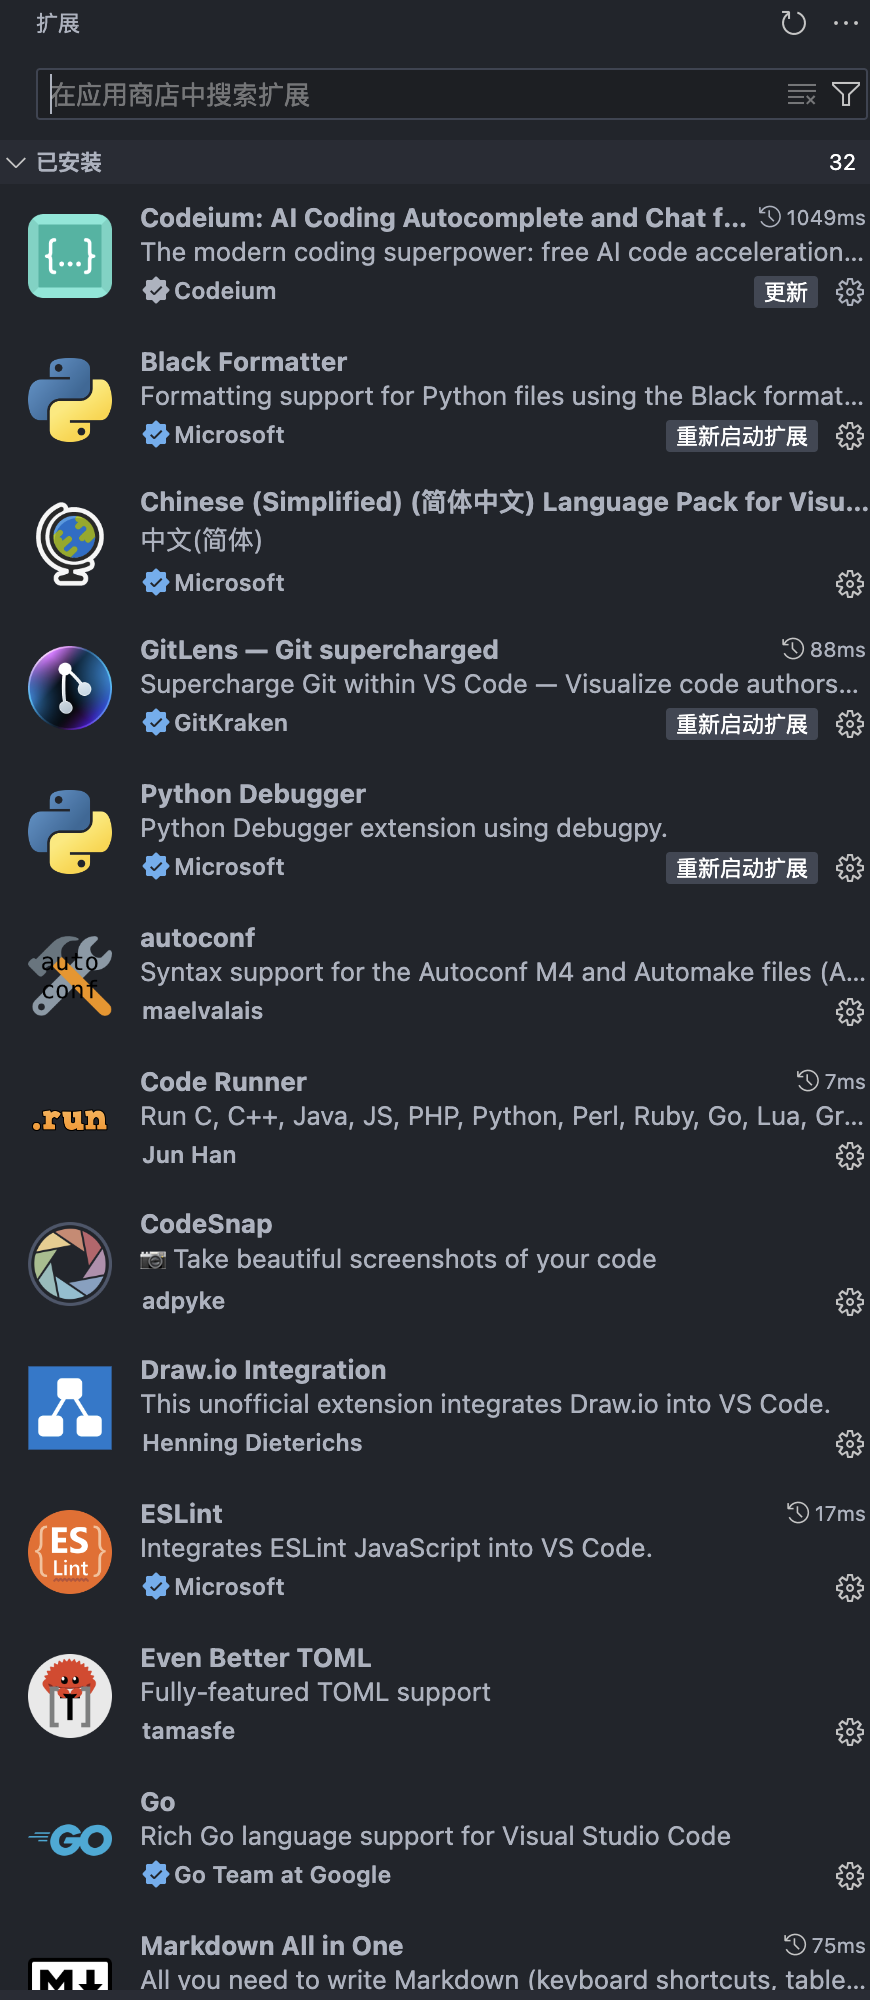 扩展
在应用商店中搜索扩展
已安装 32
Codeium: AI Coding Autocomplete and Chat f... 1049ms
{...} The modern coding superpower: free AI code acceleration...
Codeium 更新
Black Formatter
Formatting support for Python files using the Black format...
Microsoft 重新启动扩展
Chinese (Simplified) (简体中文) Language Pack for Visu...
中文(简体)
Microsoft
GitLens — Git supercharged 88ms
Supercharge Git within VS Code — Visualize code authors...
GitKraken 重新启动扩展
Python Debugger
Python Debugger extension using debugpy.
Microsoft 重新启动扩展
autoconf
auto Syntax support for the Autoconf M4 and Automake files (A...
conf
maelvalais
Code Runner 7ms
.run Run C, C++, Java, JS, PHP, Python, Perl, Ruby, Go, Lua, Gr...
Jun Han
CodeSnap
📷 Take beautiful screenshots of your code
adpyke
Draw.io Integration
This unofficial extension integrates Draw.io into VS Code.
Henning Dieterichs
ESLint 17ms
{ES Integrates ESLint JavaScript into VS Code.
Lint}
Microsoft
Even Better TOML
Fully-featured TOML support
[T]
tamasfe
Go
GO Rich Go language support for Visual Studio Code
Go Team at Google
Markdown All in One 75ms
M↓ All you need to write Markdown (keyboard shortcuts, table...